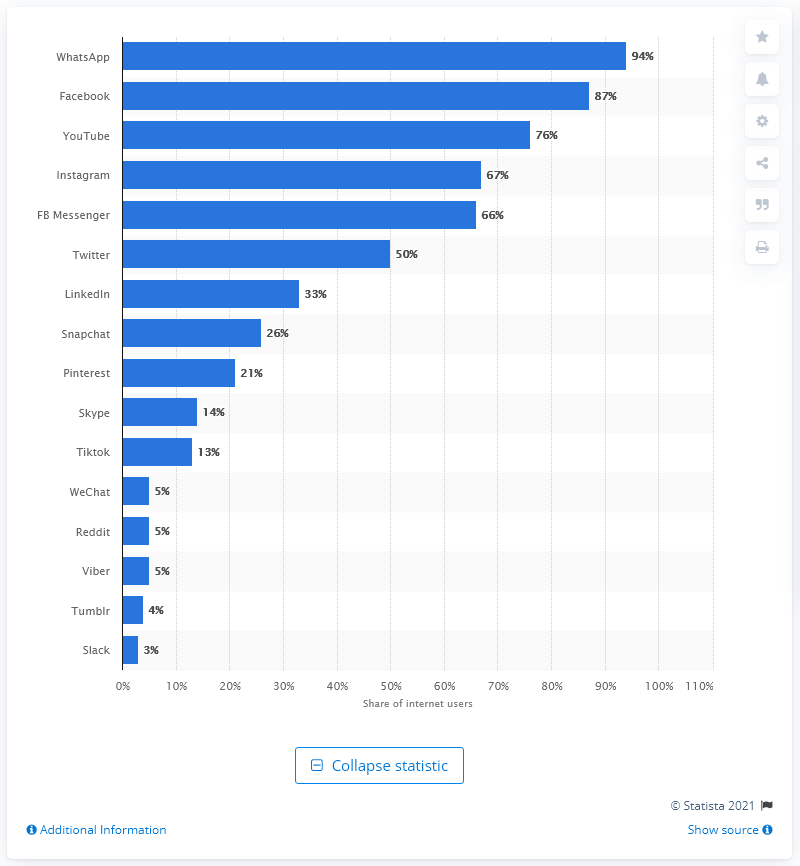 WhatsApp 94%
Facebook 87%
YouTube 76%
Instagram 67%
FB Messenger 66%
Twitter 50%
LinkedIn 33%
Snapchat 26%
Pinterest 21%
Skype 14%
Tiktok 13%
WeChat 5%
Reddit 5%
Viber 5%
Tumblr 4%
Slack 3%
0% 10% 20% 30% 40% 50% 60% 70% 80% 90% 100% 110%
Share of internet users
Collapse statistic
© Statista 2021
Additional Information Show source